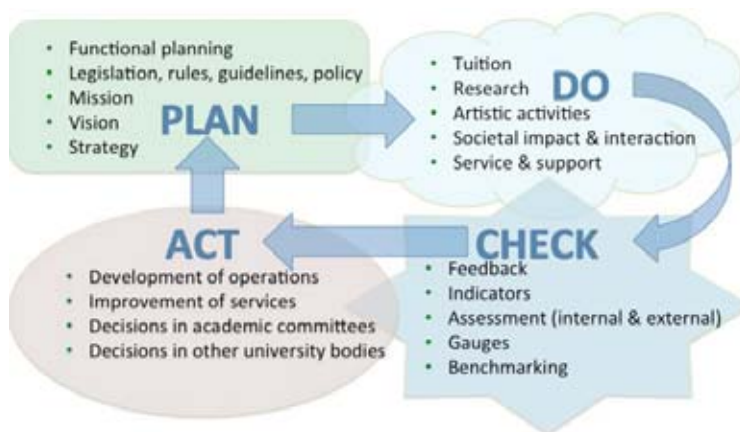 • Functional planning
• Legislation, rules, guidelines, policy
• Mission
• Vision
• Strategy
PLAN
• Tuition
• Research
• Artistic activities
• Societal impact & interaction
• Service & support
DO
CHECK
• Feedback
• Indicators
• Assessment (internal & external)
• Gauges
• Benchmarking
ACT
• Development of operations
• Improvement of services
• Decisions in academic committees
• Decisions in other university bodies